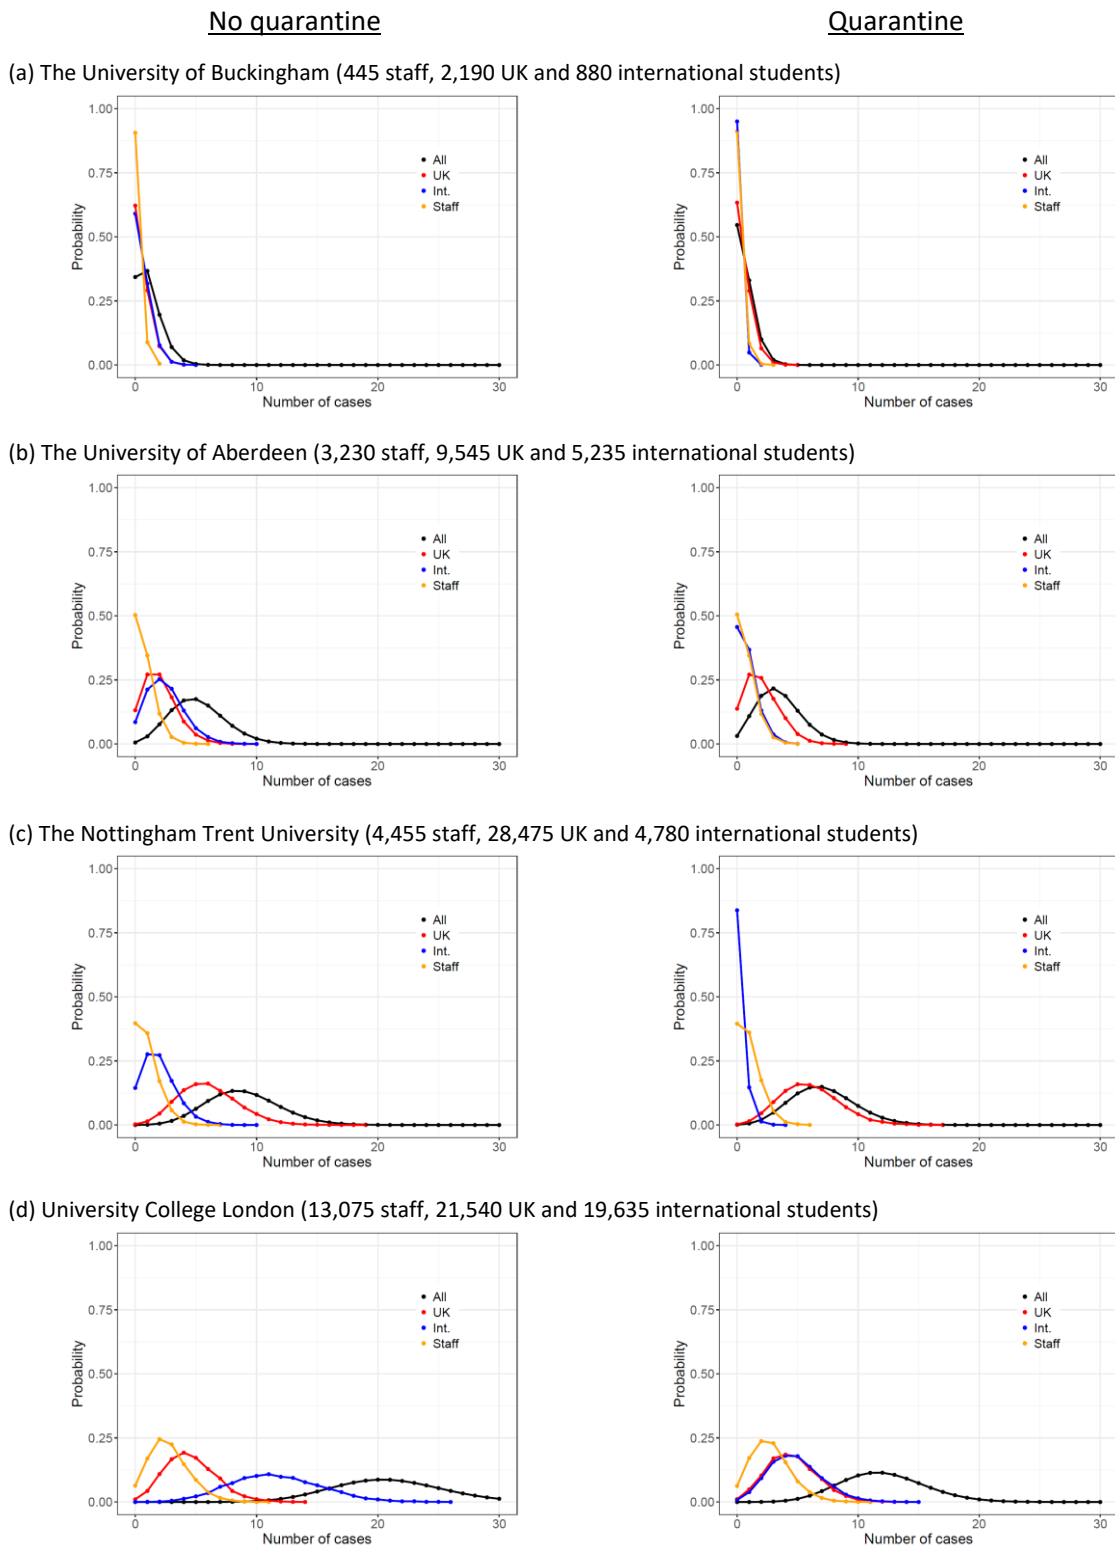 No quarantine
Quarantine
(a) The University of Buckingham (445 staff, 2,190 UK and 880 international students)
1.00
0.75
0.50
0.25
0.00
Probability
All
UK
Int.
Staff
0
10
20
30
Number of cases
1.00
0.75
0.50
0.25
0.00
Probability
All
UK
Int.
Staff
0
10
20
30
Number of cases
(b) The University of Aberdeen (3,230 staff, 9,545 UK and 5,235 international students)
1.00
0.75
0.50
0.25
0.00
Probability
All
UK
Int.
Staff
0
10
20
30
Number of cases
1.00
0.75
0.50
0.25
0.00
Probability
All
UK
Int.
Staff
0
10
20
30
Number of cases
(c) The Nottingham Trent University (4,455 staff, 28,475 UK and 4,780 international students)
1.00
0.75
0.50
0.25
0.00
Probability
All
UK
Int.
Staff
0
10
20
30
Number of cases
1.00
0.75
0.50
0.25
0.00
Probability
All
UK
Int.
Staff
0
10
20
30
Number of cases
(d) University College London (13,075 staff, 21,540 UK and 19,635 international students)
1.00
0.75
0.50
0.25
0.00
Probability
All
UK
Int.
Staff
0
10
20
30
Number of cases
1.00
0.75
0.50
0.25
0.00
Probability
All
UK
Int.
Staff
0
10
20
30
Number of cases